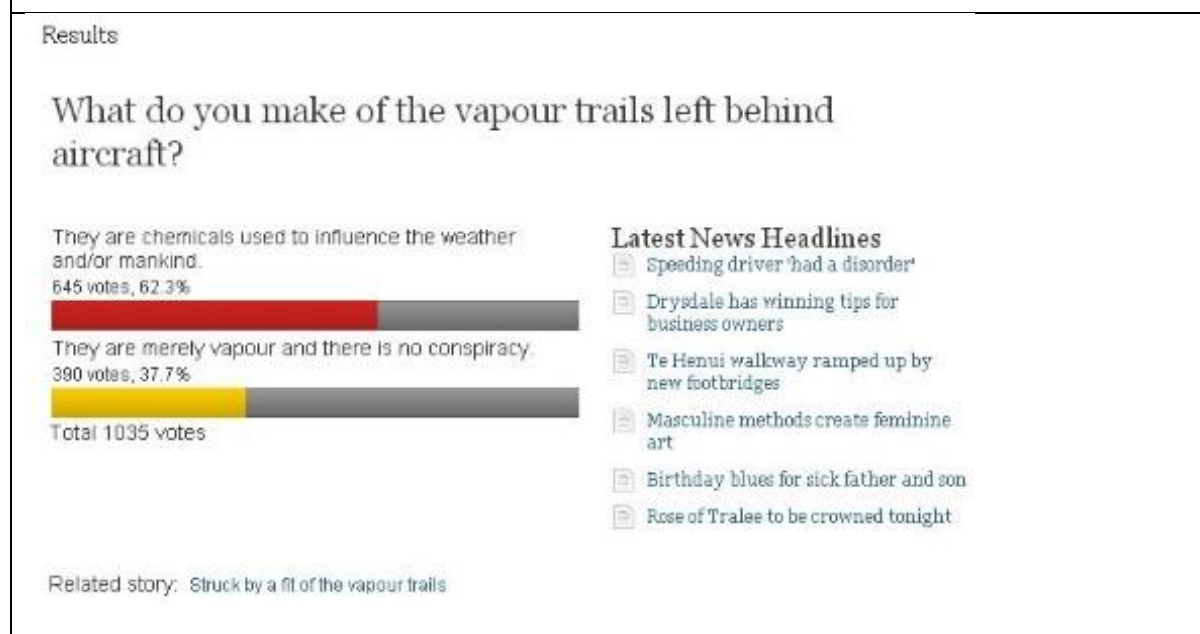 Results
What do you make of the vapour trails left behind
aircraft?
They are chemicals used to influence the weather
and/or mankind.
645 votes, 62.3%
They are merely vapour and there is no conspiracy.
390 votes, 37.7%
Total 1035 votes
Latest News Headlines
Speeding driver 'had a disorder'
Drysdale has winning tips for
business owners
Te Henui walkway ramped up by
new footbridges
Masculine methods create feminine
art
Birthday blues for sick father and son
Rose of Tralee to be crowned tonight
Related story: Struck by a fit of the vapour trails